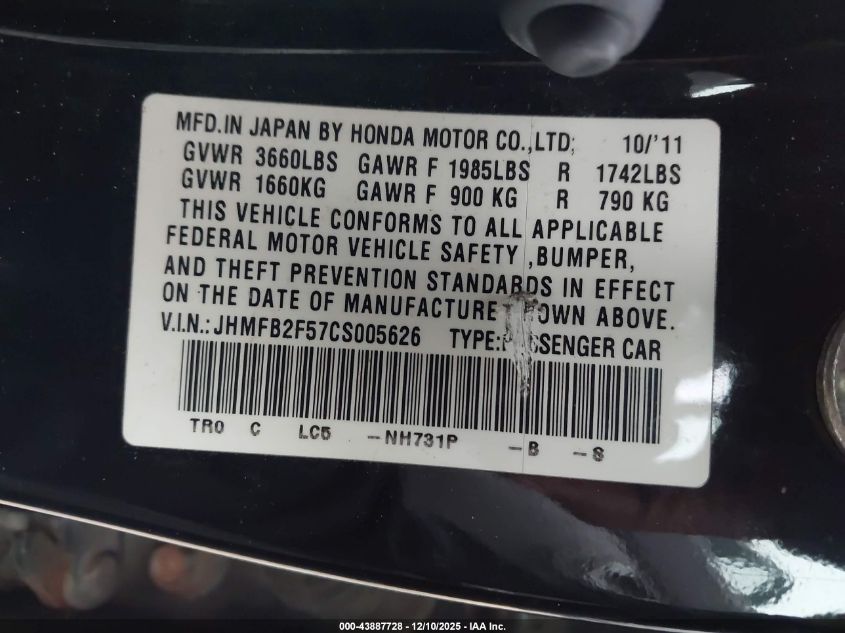 MFD.IN JAPAN BY HONDA MOTOR CO.,LTD; 10/'11
GVWR 3660LBS GAWR F 1985LBS R 1742LBS
GVWR 1660KG GAWR F 900 KG R 790 KG
THIS VEHICLE CONFORMS TO ALL APPLICABLE
FEDERAL MOTOR VEHICLE SAFETY ,BUMPER,
AND THEFT PREVENTION STANDARDS IN EFFECT
ON THE DATE OF MANUFACTURE OWN ABOVE.
V.I.N.: JHMFB2F57CS005626 TYPE: SENGER CAR
TR0 C LC5 -NH731P -B -S
000-43887728 - 12/10/2025 - IAA Inc.